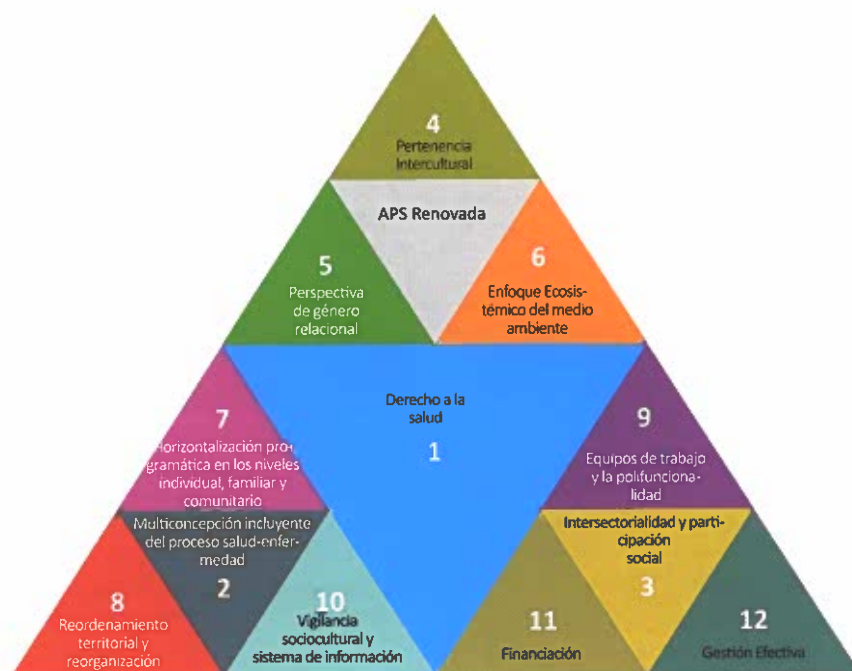 4
Pertenencia
Intercultural
APS Renovada
5
Perspectiva
de género
relacional
6
Enfoque Ecosis-
témico del medio
ambiente
Derecho a la
salud
1
7
Horizontalización pro-
gramática en los niveles
individual, familiar y
comunitario
9
Equipos de trabajo
y la polifunciona-
lidad
Multiconcepción incluyente
del proceso salud-enfer-
medad
2
Intersectorialidad y parti-
cipación
social
3
8
Reordenamiento
territorial y
reorganización
10
Vigilancia
sociocultural y
sistema de información
11
Financiación
12
Gestión Efectiva